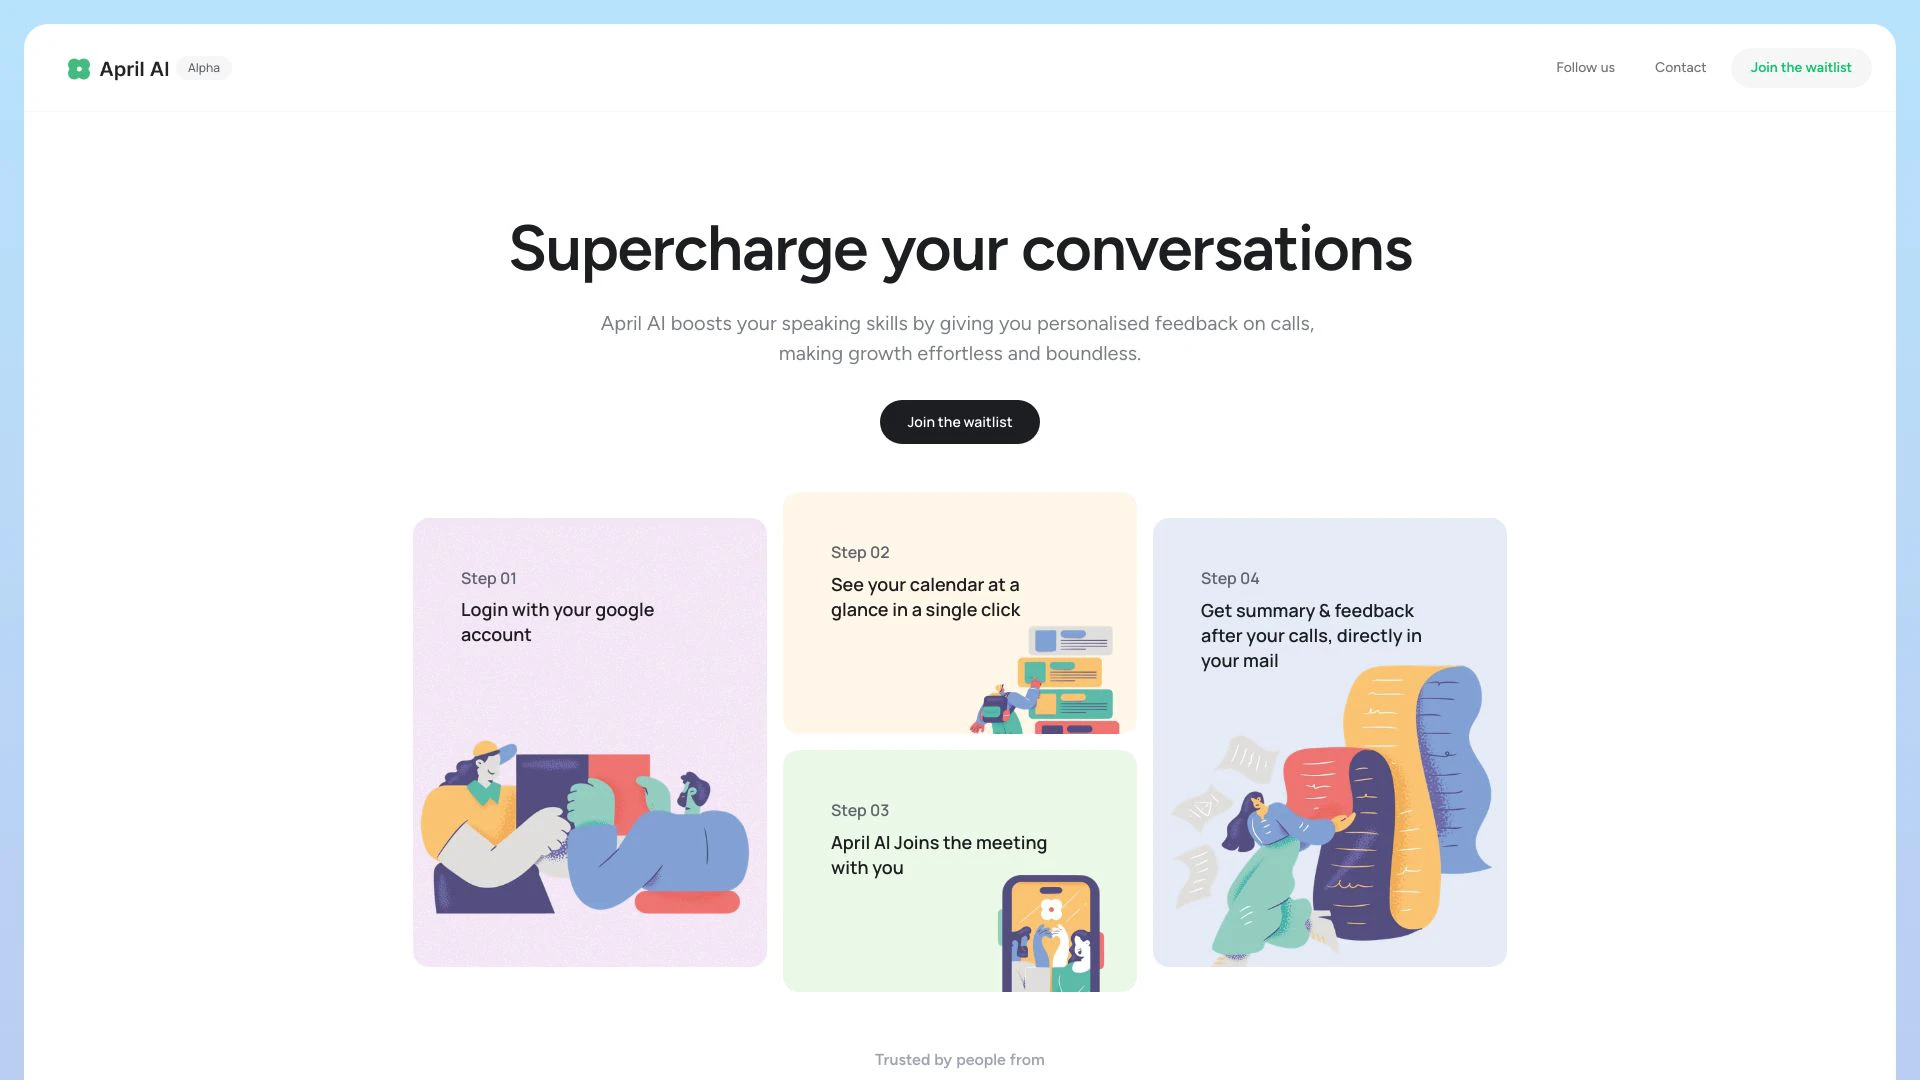 April AI
Alpha
Follow us
Contact
Join the waitlist
Supercharge your conversations
April AI boosts your speaking skills by giving you personalised feedback on calls,
making growth effortless and boundless.
Join the waitlist
Step 01
Login with your google
account
Step 02
See your calendar at a
glance in a single click
Step 03
April AI Joins the meeting
with you
Step 04
Get summary & feedback
after your calls, directly in
your mail
Trusted by people from